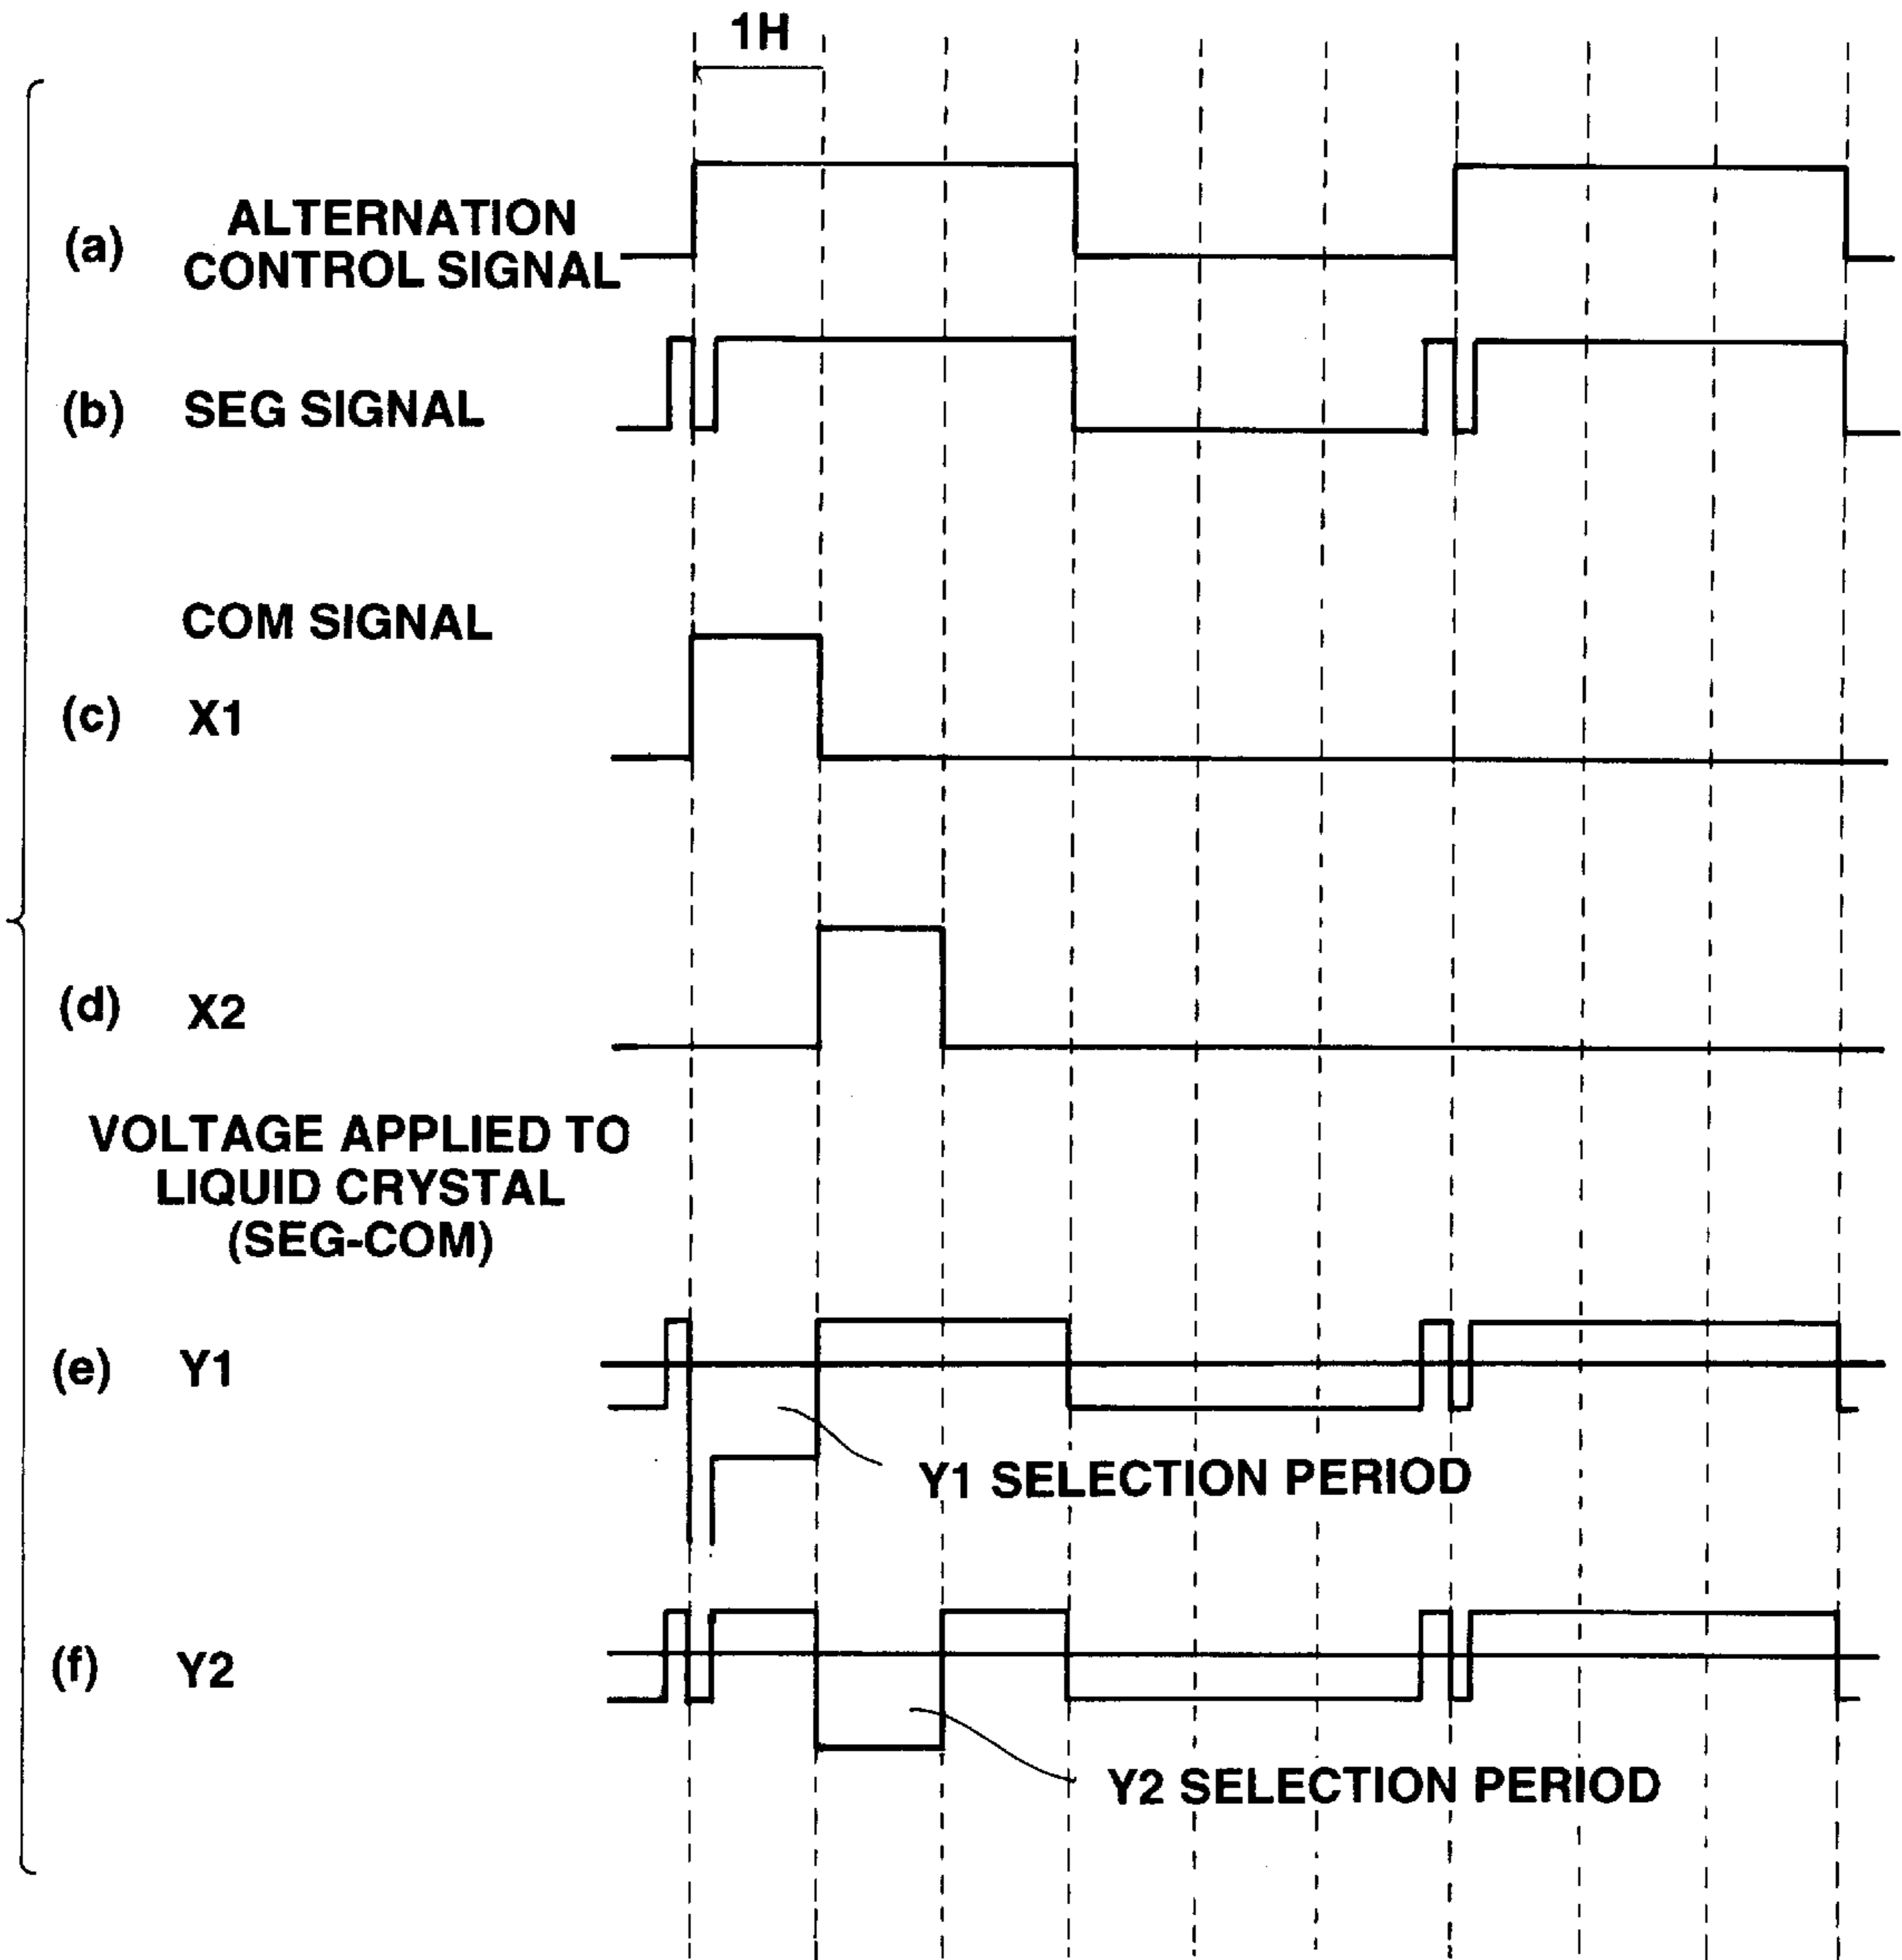 1H
(a) ALTERNATION
CONTROL SIGNAL
(b) SEG SIGNAL
COM SIGNAL
(c) X1
(d) X2
VOLTAGE APPLIED TO
LIQUID CRYSTAL
(SEG-COM)
(e) Y1
Y1 SELECTION PERIOD
(f) Y2
Y2 SELECTION PERIOD